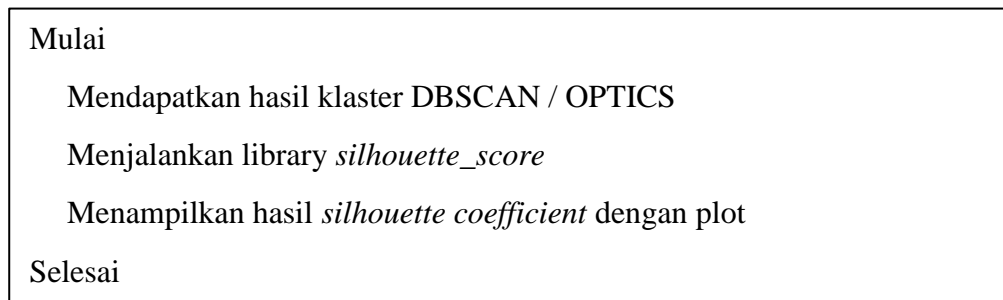 Mulai
Mendapatkan hasil klaster DBSCAN / OPTICS
Menjalankan library silhouette_score
Menampilkan hasil silhouette coefficient dengan plot
Selesai